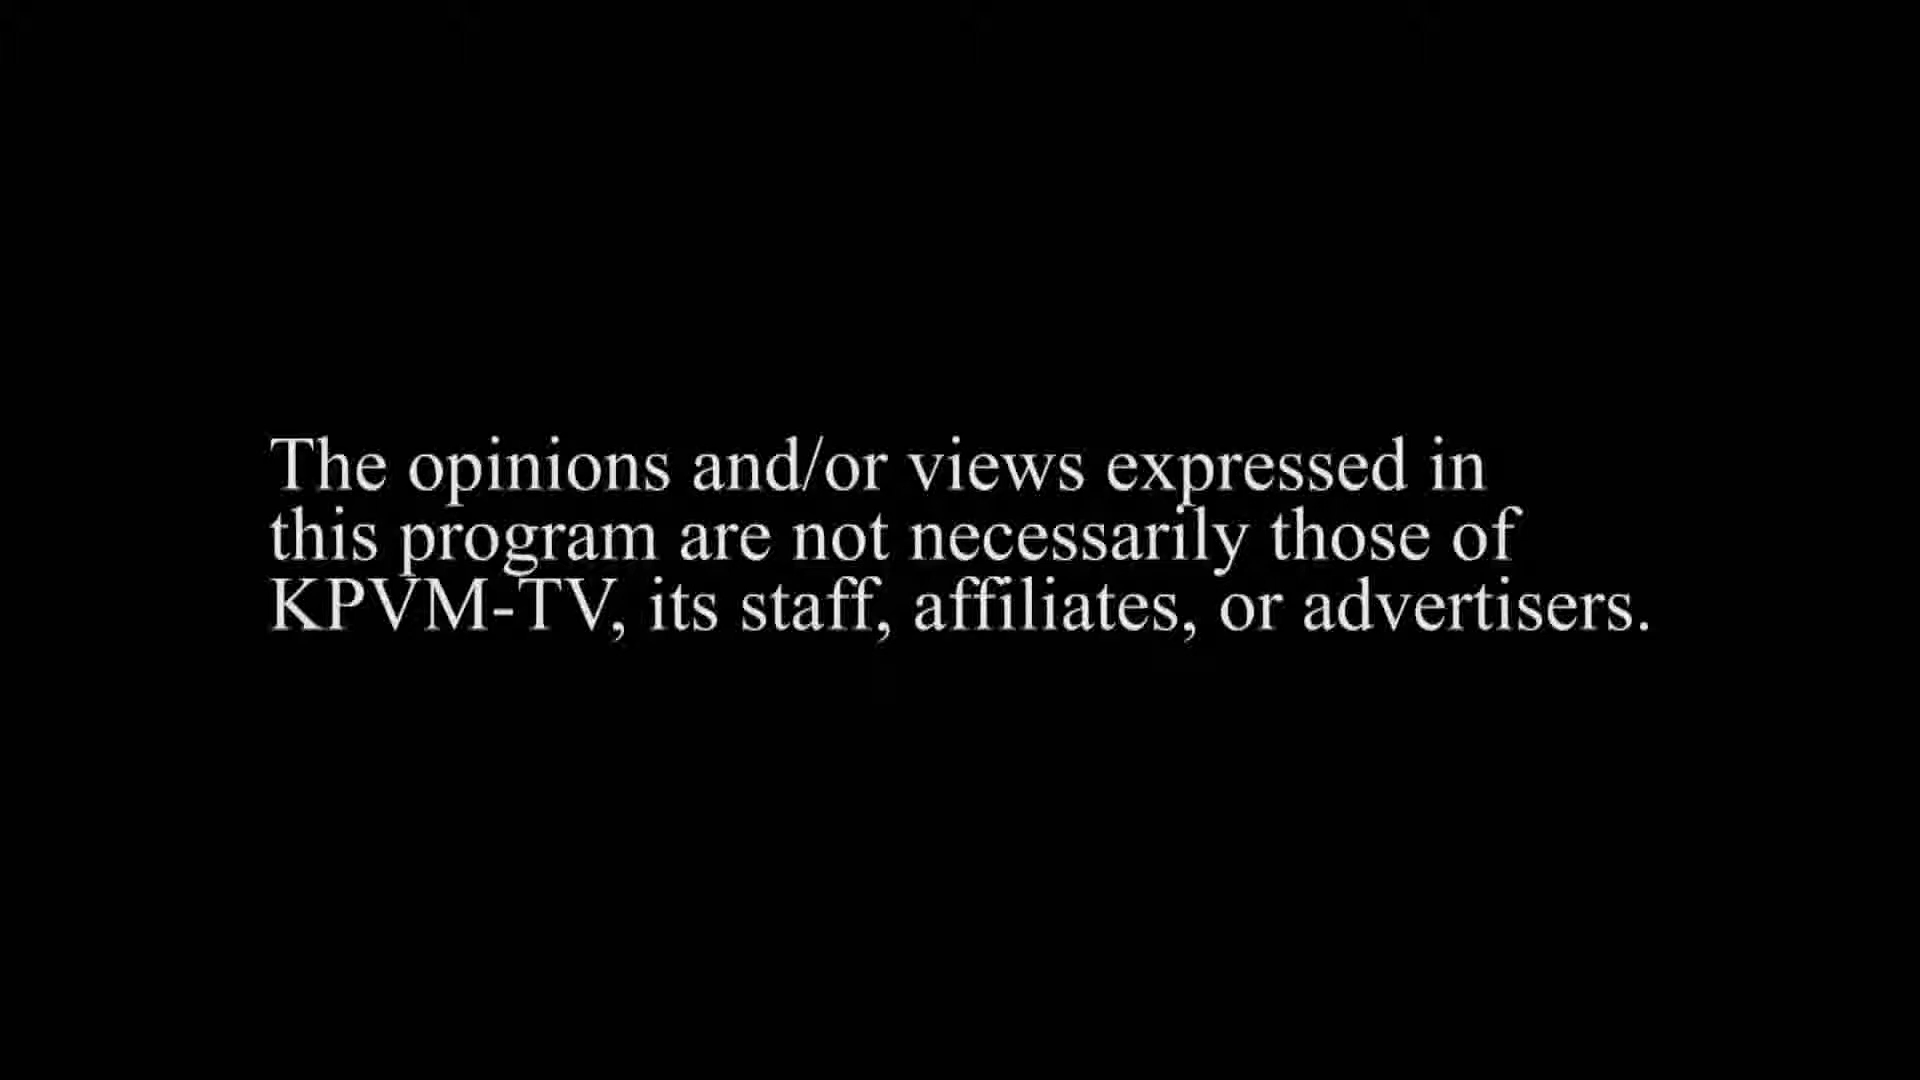 The opinions and/or views expressed in
this program are not necessarily those of
KPVM-TV, its staff, affiliates, or advertisers.